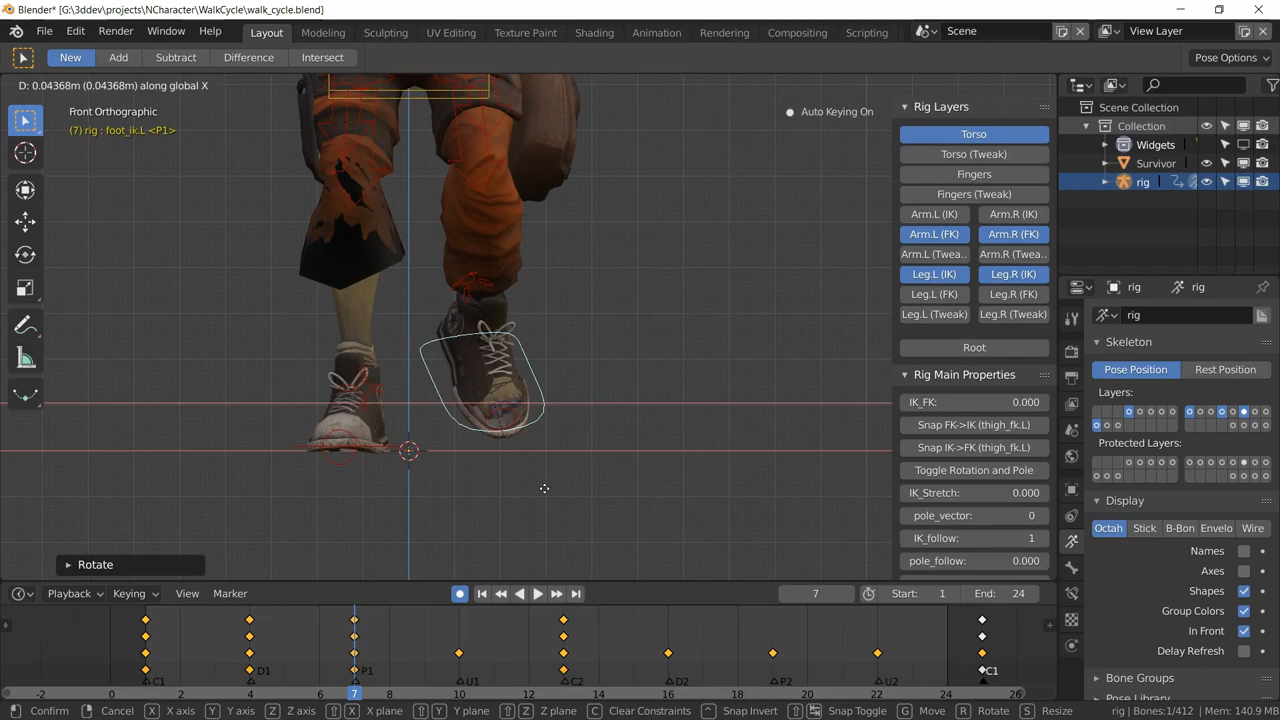 Blender* [G:\3ddev\projects\NCharacter\WalkCycle\walk_cycle.blend]
File Edit Render Window Help Layout Modeling Sculpting UV Editing Texture Paint Shading Animation Rendering Compositing Scripting Scene View Layer
New Add Subtract Difference Intersect Pose Options
D: 0.04368m (0.04368m) along global X
Front Orthographic
(7) rig : foot_ik.L <P1>
Auto Keying On
Rig Layers
Torso
Torso (Tweak)
Fingers
Fingers (Tweak)
Arm.L (IK) Arm.R (IK)
Arm.L (FK) Arm.R (FK)
Arm.L (Twea.. Arm.R (Twea..
Leg.L (IK) Leg.R (IK)
Leg.L (FK) Leg.R (FK)
Leg.L (Tweak) Leg.R (Tweak)
Root
Rig Main Properties
IK_FK: 0.000
Snap FK->IK (thigh_fk.L)
Snap IK->FK (thigh_fk.L)
Toggle Rotation and Pole
IK_Stretch: 0.000
pole_vector: 0
IK_follow: 1
pole_follow: 0.000
Scene Collection
Collection
Widgets
Survivor
rig
rig rig
rig
Skeleton
Pose Position Rest Position
Layers:
Protected Layers:
Display
Octah Stick B-Bon Envelo Wire
Names
Axes
Shapes
Group Colors
In Front
Delay Refresh
Bone Groups
Pose Library
Rotate
Playback Keying View Marker 7 Start: 1 End: 24
C1 D1 P1 U1 C2 D2 P2 U2 C1
-2 0 2 4 6 7 8 10 12 14 16 18 20 22 24 26
Confirm Cancel X X axis Y Y axis Z Z axis X X plane Y Y plane Z Z plane C Clear Constraints Snap Invert Snap Toggle G Move R Rotate S Resize Bones:1/412 | Mem: 140.9 MB